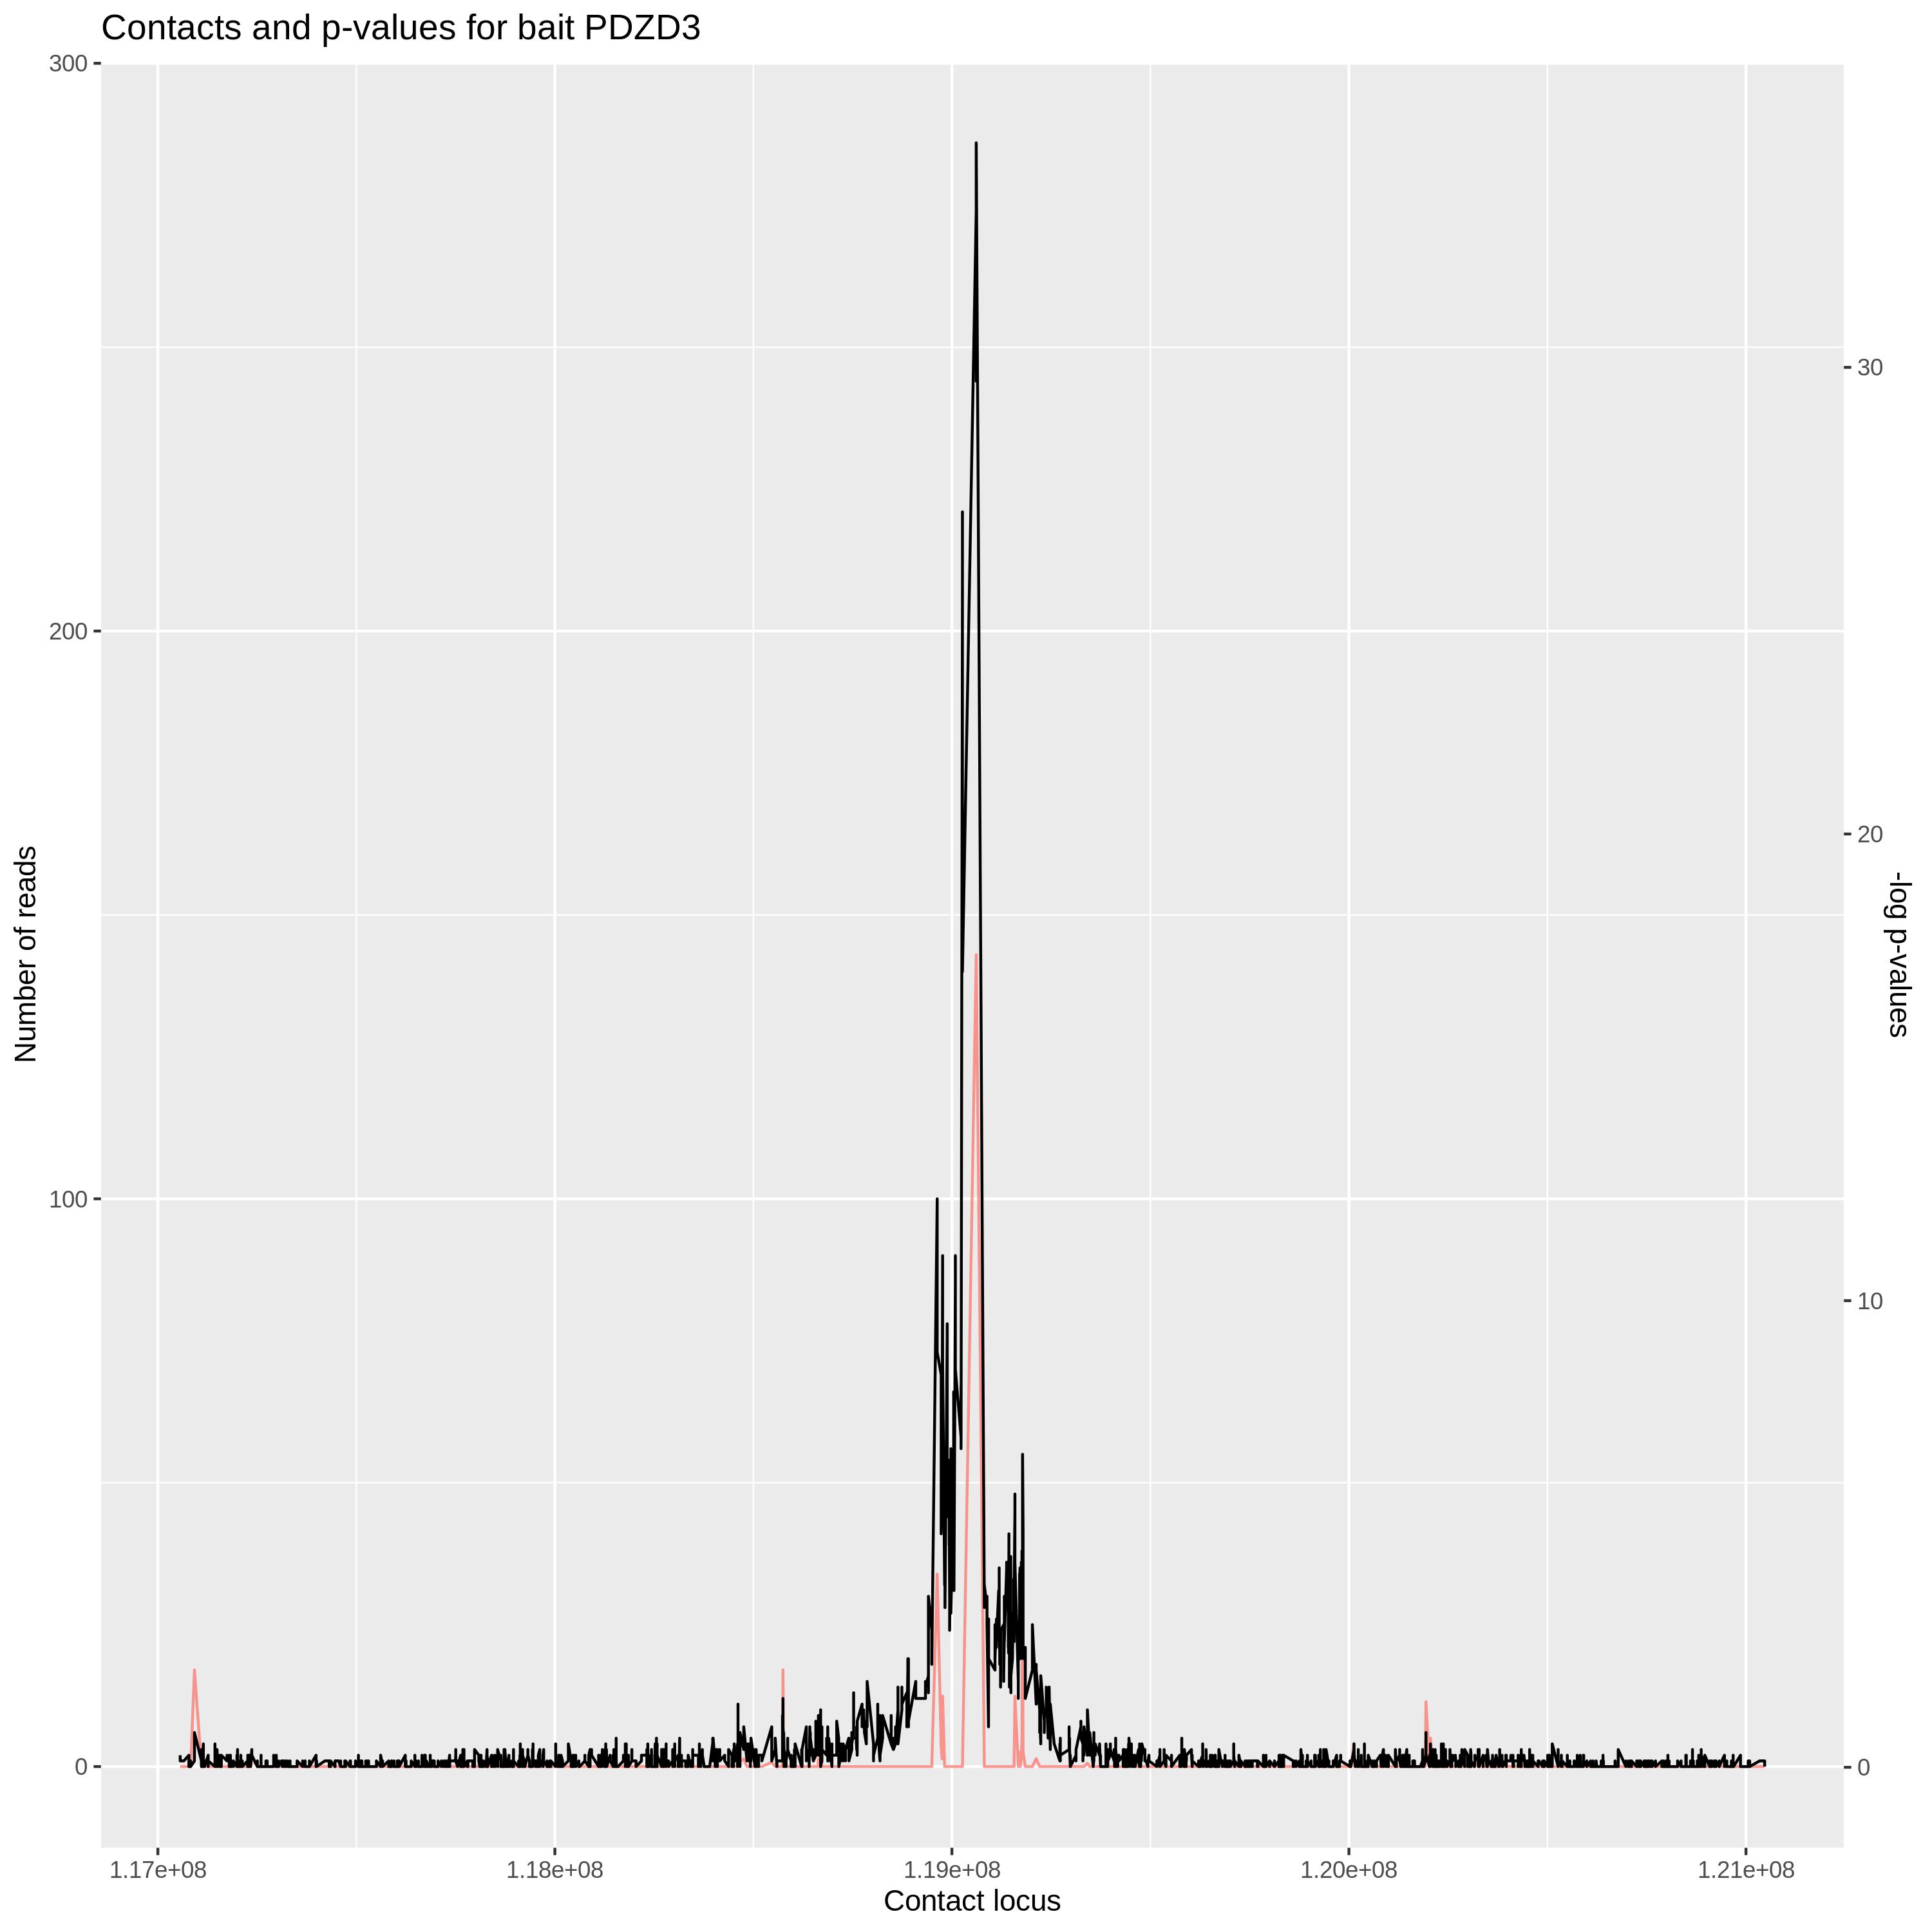 Contacts and p-values for bait PDZD3
300
200
100
0
Number of reads
30
20
10
0
-log p-values
1.17e+08
1.18e+08
1.19e+08
1.20e+08
1.21e+08
Contact locus